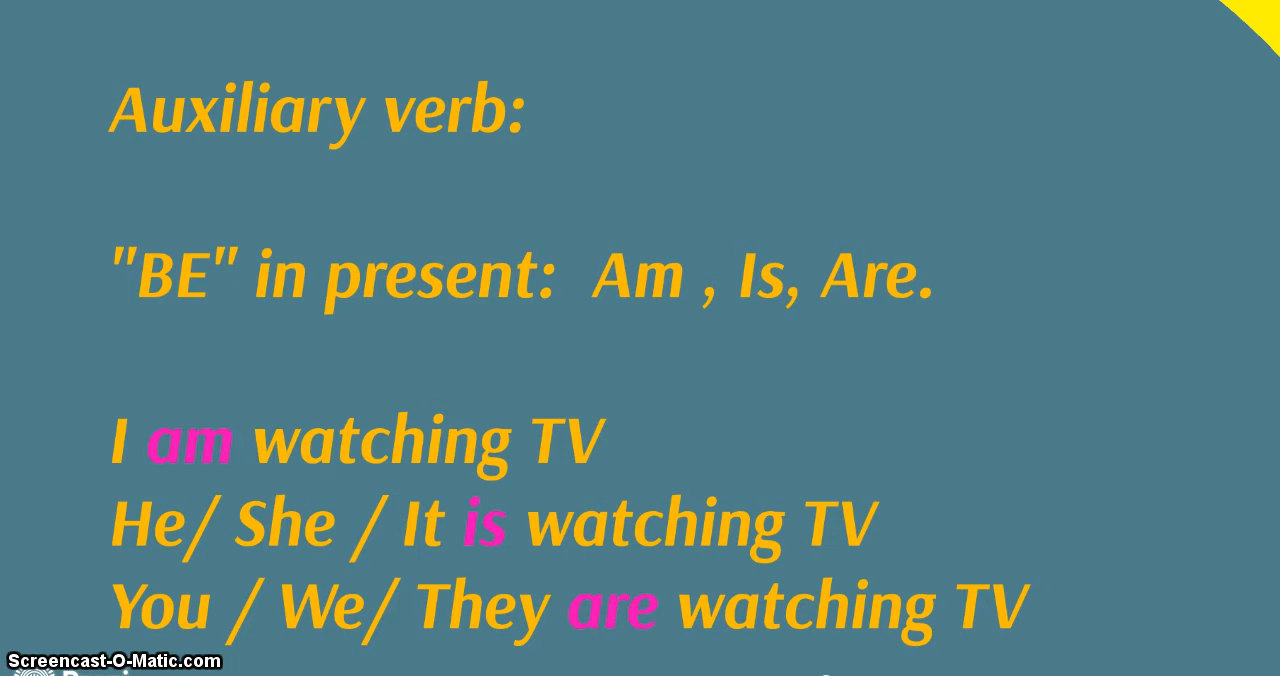 Auxiliary verb:
"BE" in present:  Am , Is, Are.
I am watching TV
He/ She / It is watching TV
You / We/ They are watching TV
Screencast-O-Matic.com